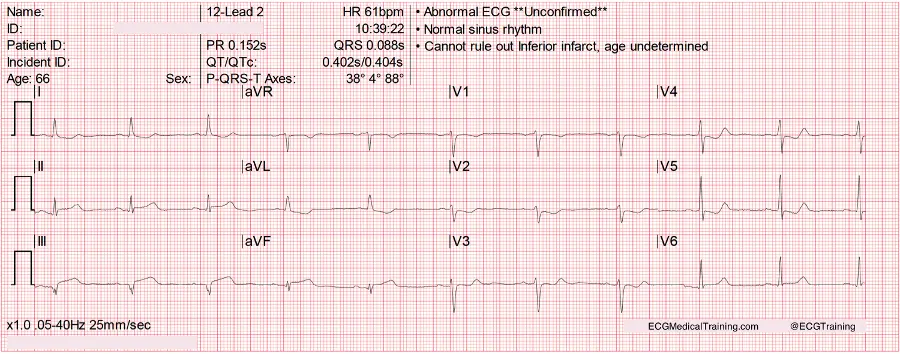 Name: 12-Lead 2 HR 61bpm • Abnormal ECG **Unconfirmed**
ID: 10:39:22 • Normal sinus rhythm
Patient ID: PR 0.152s QRS 0.088s • Cannot rule out Inferior infarct, age undetermined
Incident ID: QT/QTc: 0.402s/0.404s
Age: 66 Sex: P-QRS-T Axes: 38° 4° 88°
I aVR V1 V4
II aVL V2 V5
III aVF V3 V6
x1.0 .05-40Hz 25mm/sec ECGMedicalTraining.com @ECGTraining